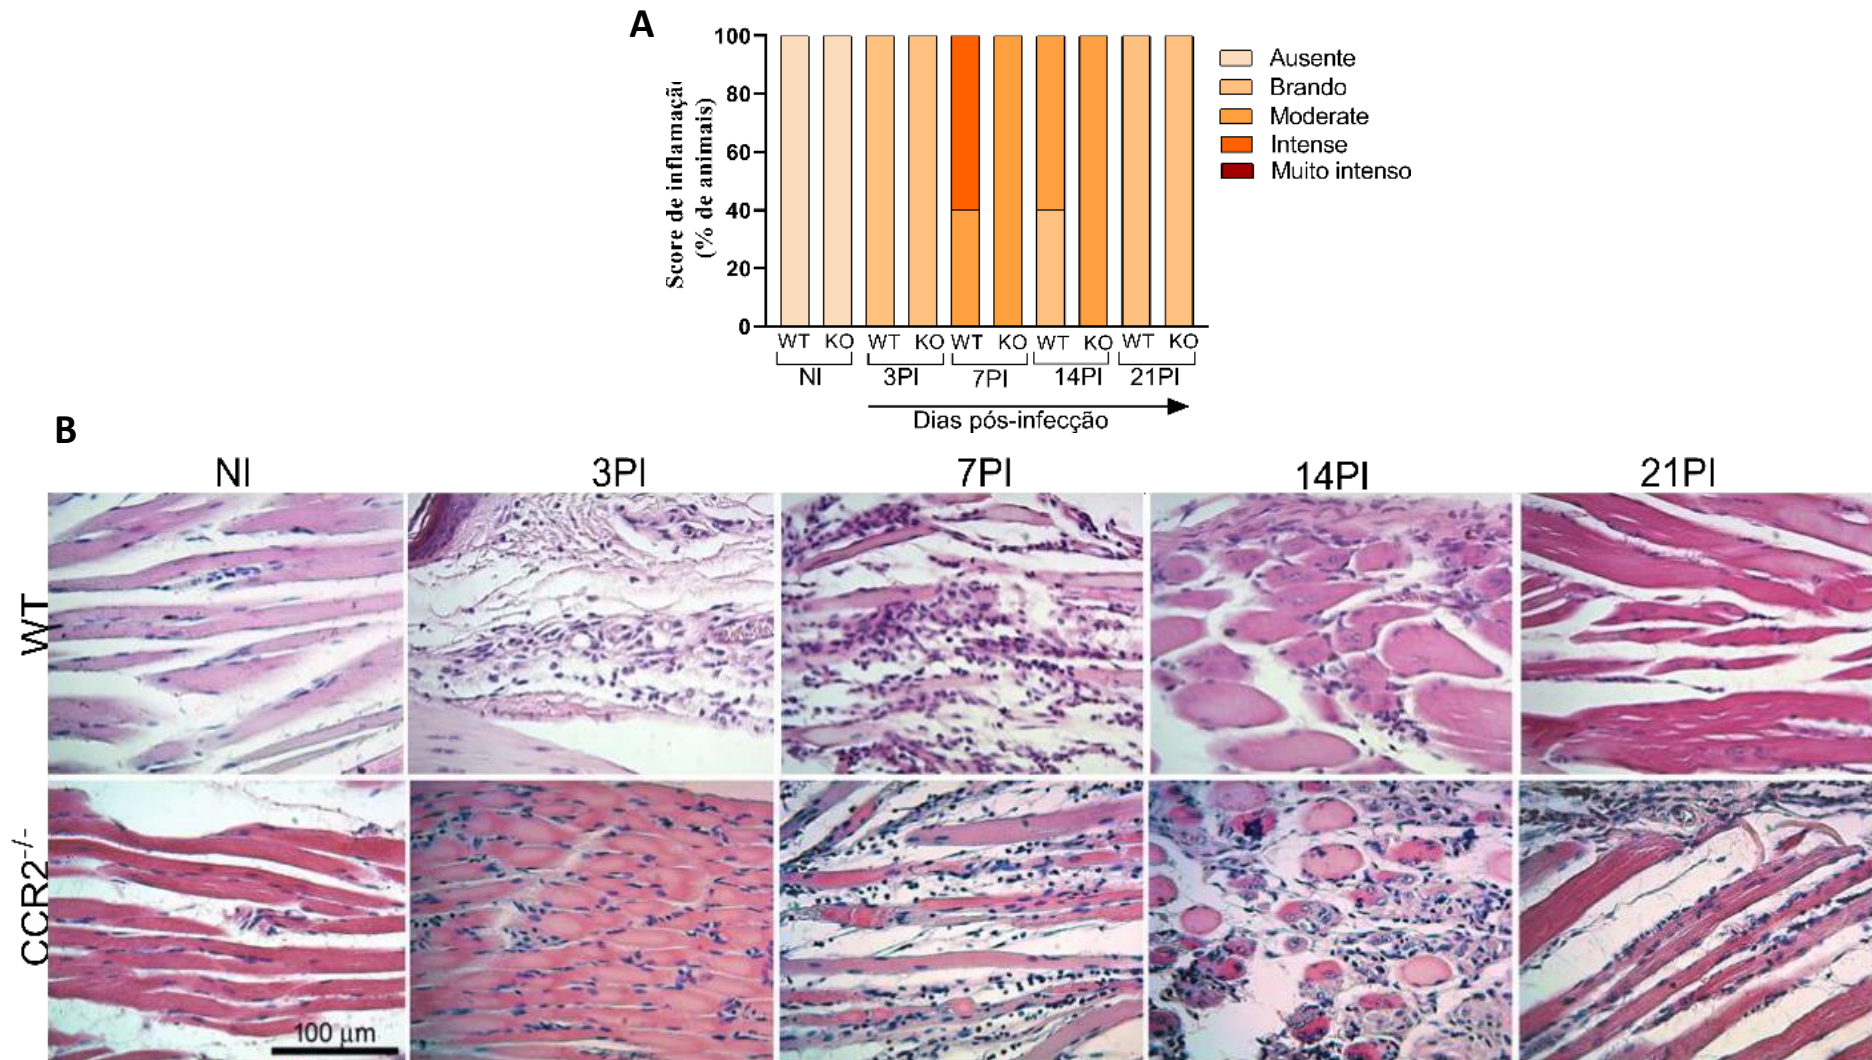 A
Score de inflamaçã
(% de animais)
100
80
60
40
20
0
WT KO WT KO WT KO WT KO WT KO
NI 3PI 7PI 14PI 21PI
Dias pós-infecção
Ausente
Brando
Moderate
Intense
Muito intenso
B
NI 3PI 7PI 14PI 21PI
WT
CCR2-/-
100 µm